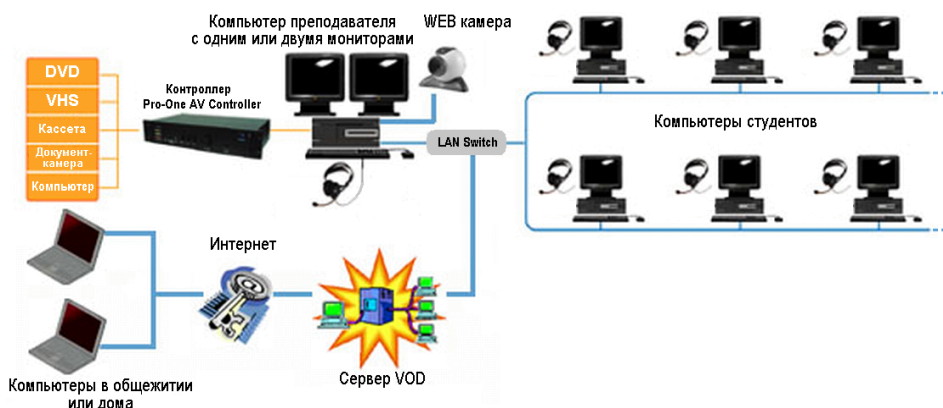 Компьютер преподавателя
с одним или двумя мониторами
WEB камера
DVD
VHS
Кассета
Документ-
камера
Компьютер
Контроллер
Pro-One AV Controller
LAN Switch
Компьютеры студентов
Интернет
Сервер VOD
Компьютеры в общежитии
или дома